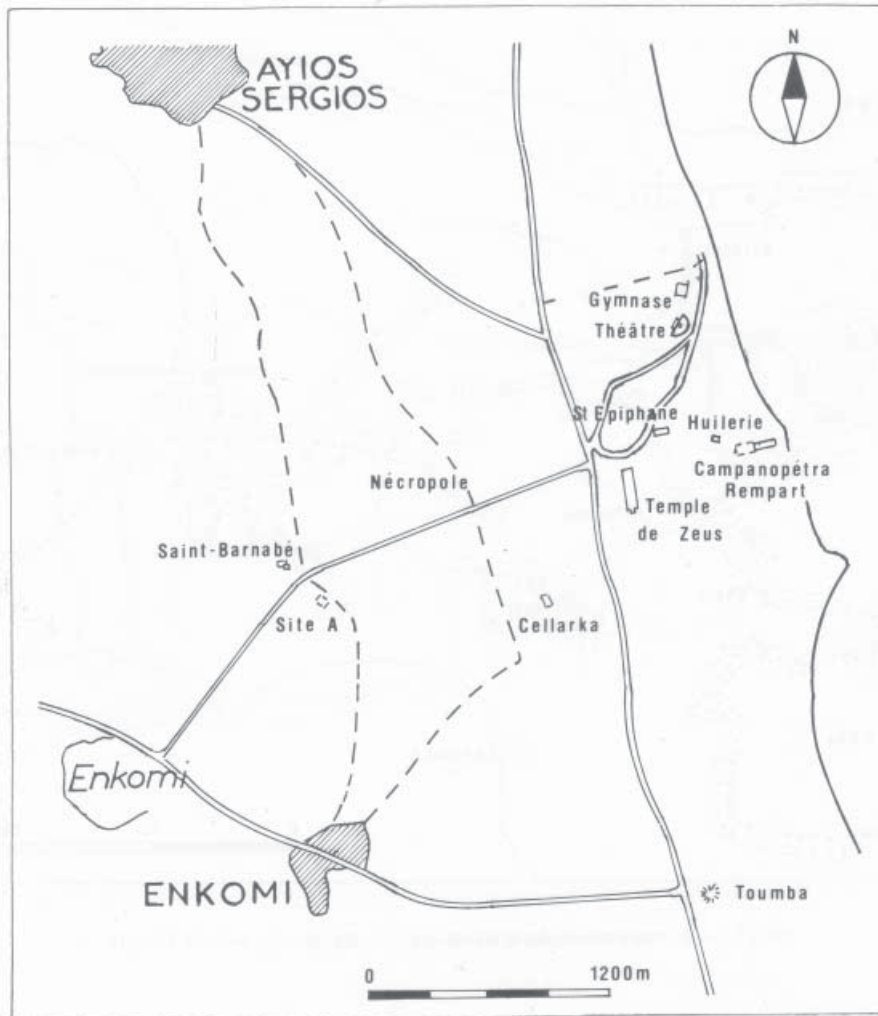 N
AYIOS
SERGIOS
Gymnase
Théâtre
St Epiphane
Huilerie
Campanopétra
Rempart
Nécropole
Temple
de Zeus
Saint-Barnabé
Site A
Cellarka
Enkomi
ENKOMI
Toumba
0
1200m